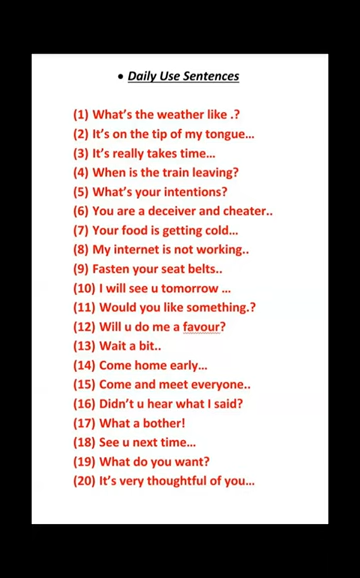 • Daily Use Sentences
(1) What's the weather like .?
(2) It's on the tip of my tongue...
(3) It's really takes time...
(4) When is the train leaving?
(5) What's your intentions?
(6) You are a deceiver and cheater..
(7) Your food is getting cold...
(8) My internet is not working..
(9) Fasten your seat belts..
(10) I will see u tomorrow ...
(11) Would you like something.?
(12) Will u do me a favour?
(13) Wait a bit..
(14) Come home early...
(15) Come and meet everyone..
(16) Didn't u hear what I said?
(17) What a bother!
(18) See u next time...
(19) What do you want?
(20) It's very thoughtful of you...